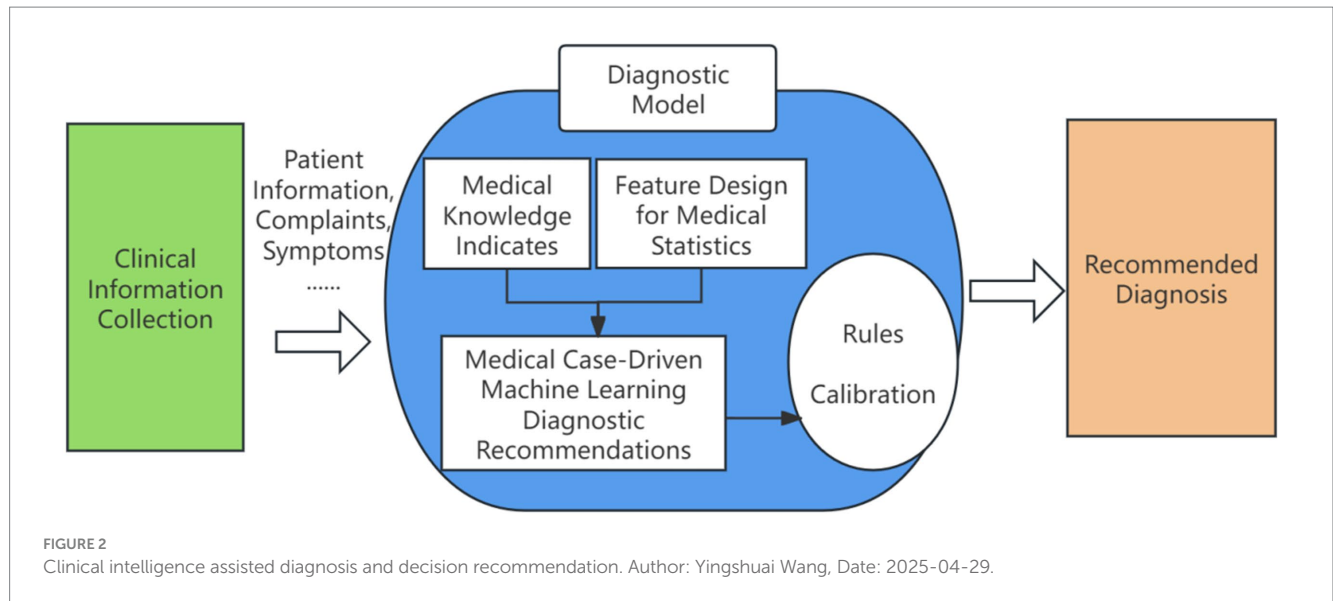 Clinical
Information
Collection
Patient
Information,
Complaints,
Symptoms
......
Diagnostic
Model
Medical
Knowledge
Indicates
Feature Design
for Medical
Statistics
Medical Case-Driven
Machine Learning
Diagnostic
Recommendations
Rules
Calibration
Recommended
Diagnosis
FIGURE 2
Clinical intelligence assisted diagnosis and decision recommendation. Author: Yingshuai Wang, Date: 2025-04-29.